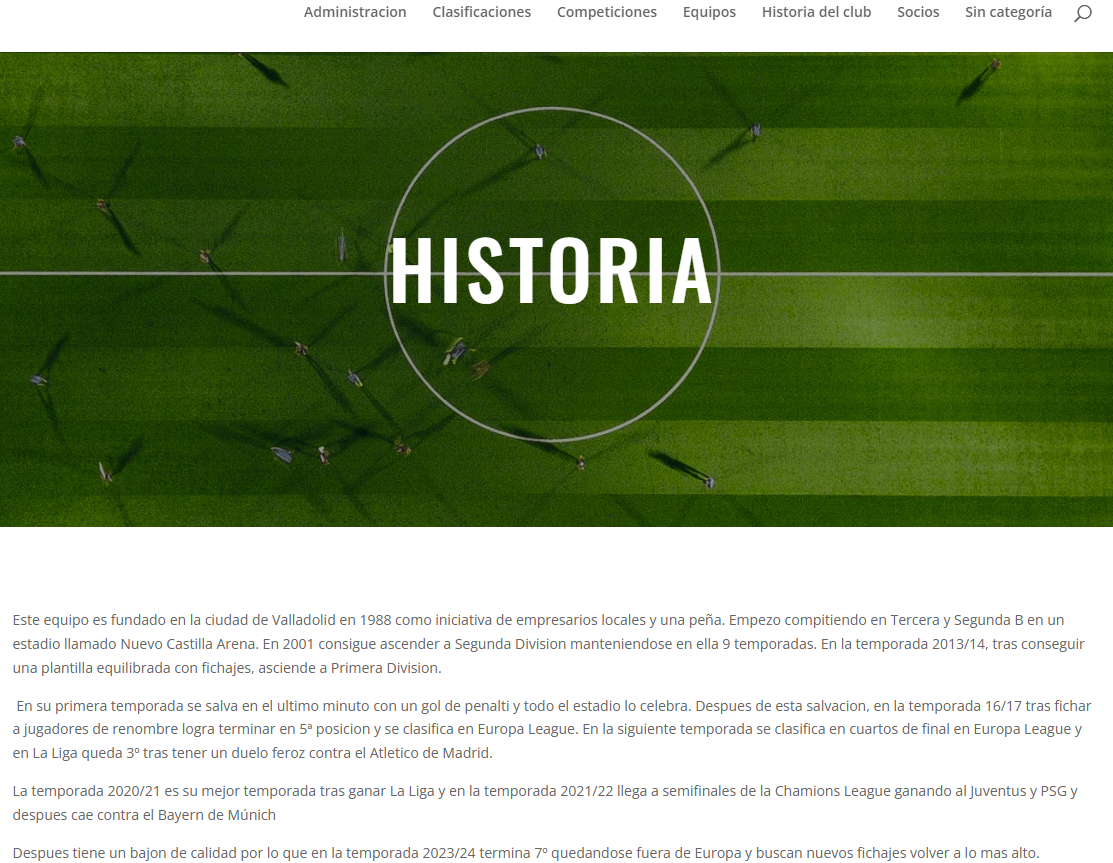 Administracion Clasificaciones Competiciones Equipos Historia del club Socios Sin categoría
HISTORIA
Este equipo es fundado en la ciudad de Valladolid en 1988 como iniciativa de empresarios locales y una peña. Empezo compitiendo en Tercera y Segunda B en un
estadio llamado Nuevo Castilla Arena. En 2001 consigue ascender a Segunda Division manteniendose en ella 9 temporadas. En la temporada 2013/14, tras conseguir
una plantilla equilibrada con fichajes, asciende a Primera Division.
En su primera temporada se salva en el ultimo minuto con un gol de penalti y todo el estadio lo celebra. Despues de esta salvacion, en la temporada 16/17 tras fichar
a jugadores de renombre logra terminar en 5ª posicion y se clasifica en Europa League. En la siguiente temporada se clasifica en cuartos de final en Europa League y
en La Liga queda 3º tras tener un duelo feroz contra el Atletico de Madrid.
La temporada 2020/21 es su mejor temporada tras ganar La Liga y en la temporada 2021/22 llega a semifinales de la Chamions League ganando al Juventus y PSG y
despues cae contra el Bayern de Múnich
Despues tiene un bajon de calidad por lo que en la temporada 2023/24 termina 7º quedandose fuera de Europa y buscan nuevos fichajes volver a lo mas alto.